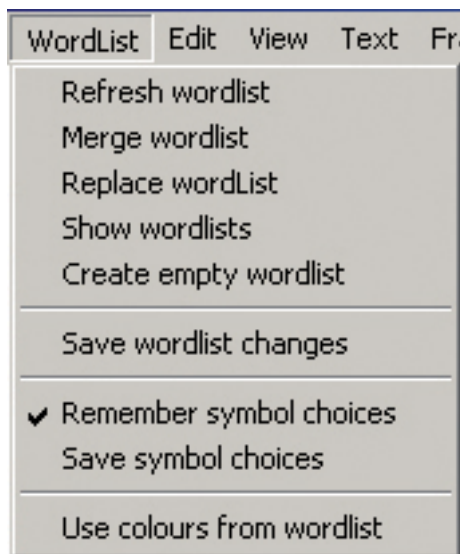 WordList Edit View Text Fr
Refresh wordlist
Merge wordlist
Replace wordList
Show wordlists
Create empty wordlist
Save wordlist changes
Remember symbol choices
Save symbol choices
Use colours from wordlist